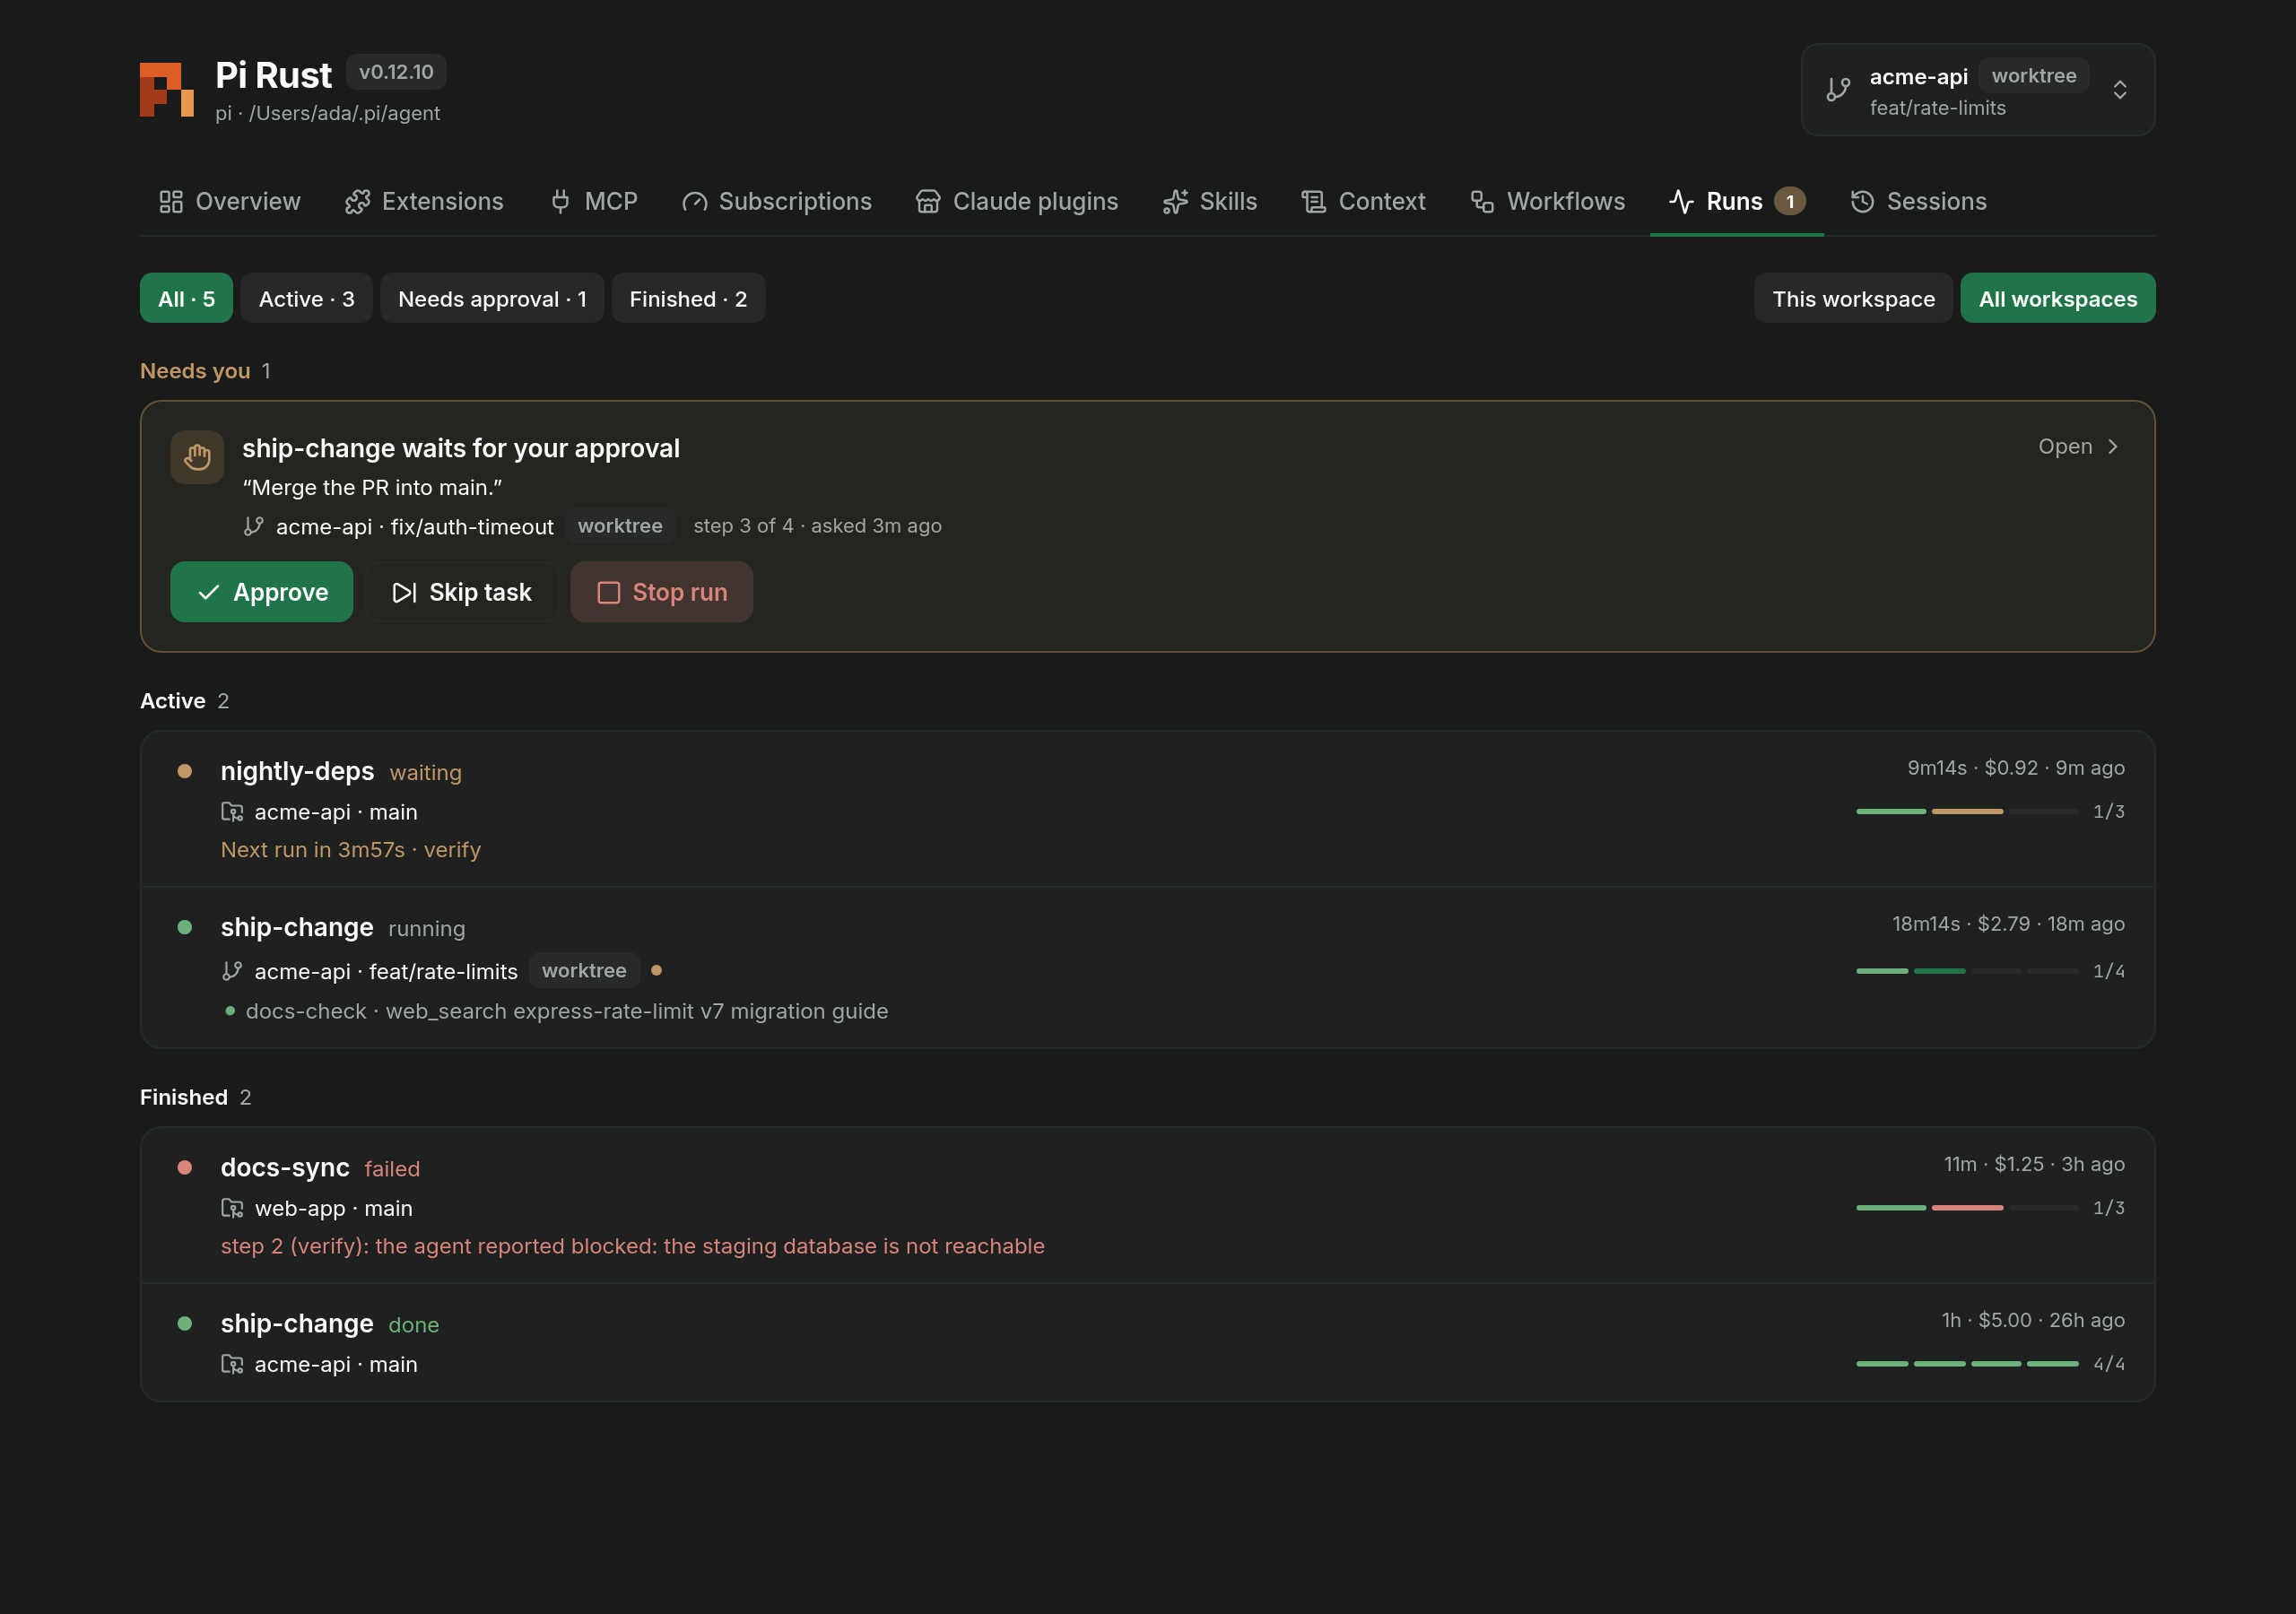 Pi Rust v0.12.10
pi · /Users/ada/.pi/agent
acme-api worktree
feat/rate-limits
Overview Extensions MCP Subscriptions Claude plugins Skills Context Workflows Runs 1 Sessions
All · 5 Active · 3 Needs approval · 1 Finished · 2 This workspace All workspaces
Needs you 1
ship-change waits for your approval Open
“Merge the PR into main.”
acme-api · fix/auth-timeout worktree step 3 of 4 · asked 3m ago
Approve Skip task Stop run
Active 2
nightly-deps waiting 9m14s · $0.92 · 9m ago
acme-api · main 1/3
Next run in 3m57s · verify
ship-change running 18m14s · $2.79 · 18m ago
acme-api · feat/rate-limits worktree 1/4
docs-check · web_search express-rate-limit v7 migration guide
Finished 2
docs-sync failed 11m · $1.25 · 3h ago
web-app · main 1/3
step 2 (verify): the agent reported blocked: the staging database is not reachable
ship-change done 1h · $5.00 · 26h ago
acme-api · main 4/4